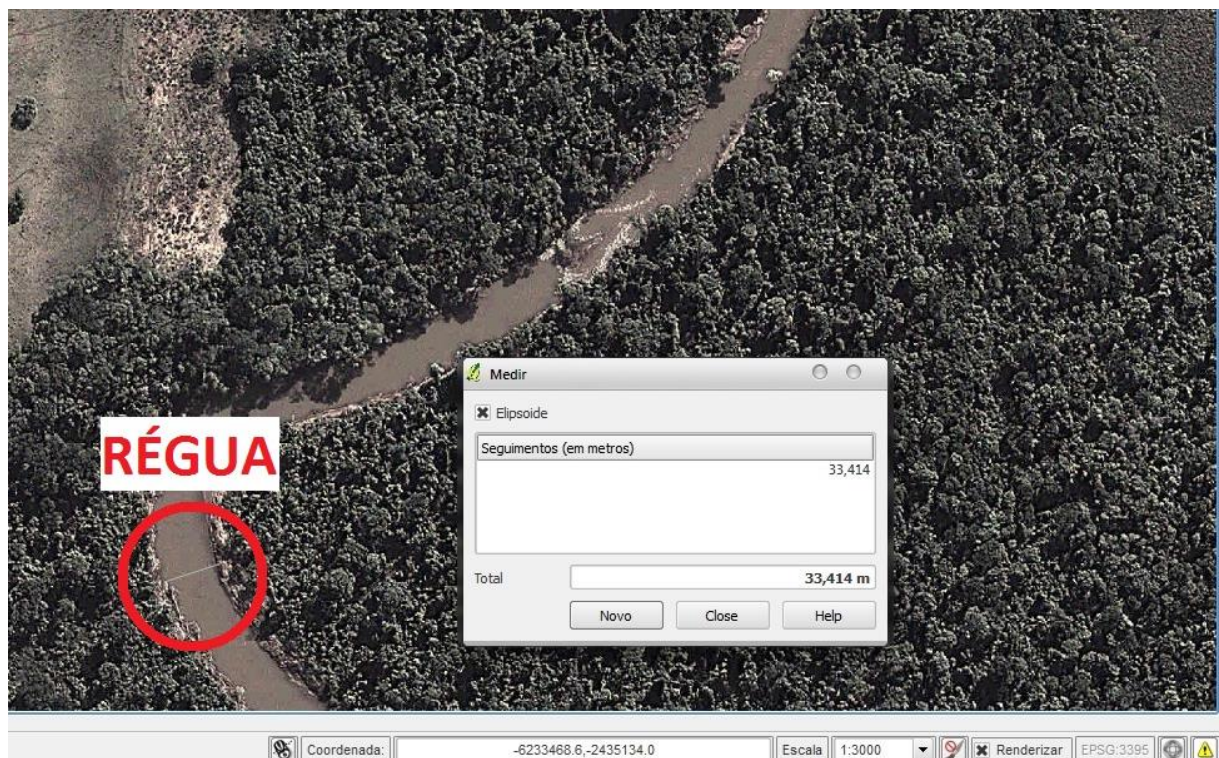 Medir
Elipsoide
Seguimentos (em metros)
33,414
RÉGUA
Total
33,414 m
Novo
Close
Help
Coordenada:
-6233468.6,-2435134.0
Escala
1:3000
Renderizar
EPSG:3395